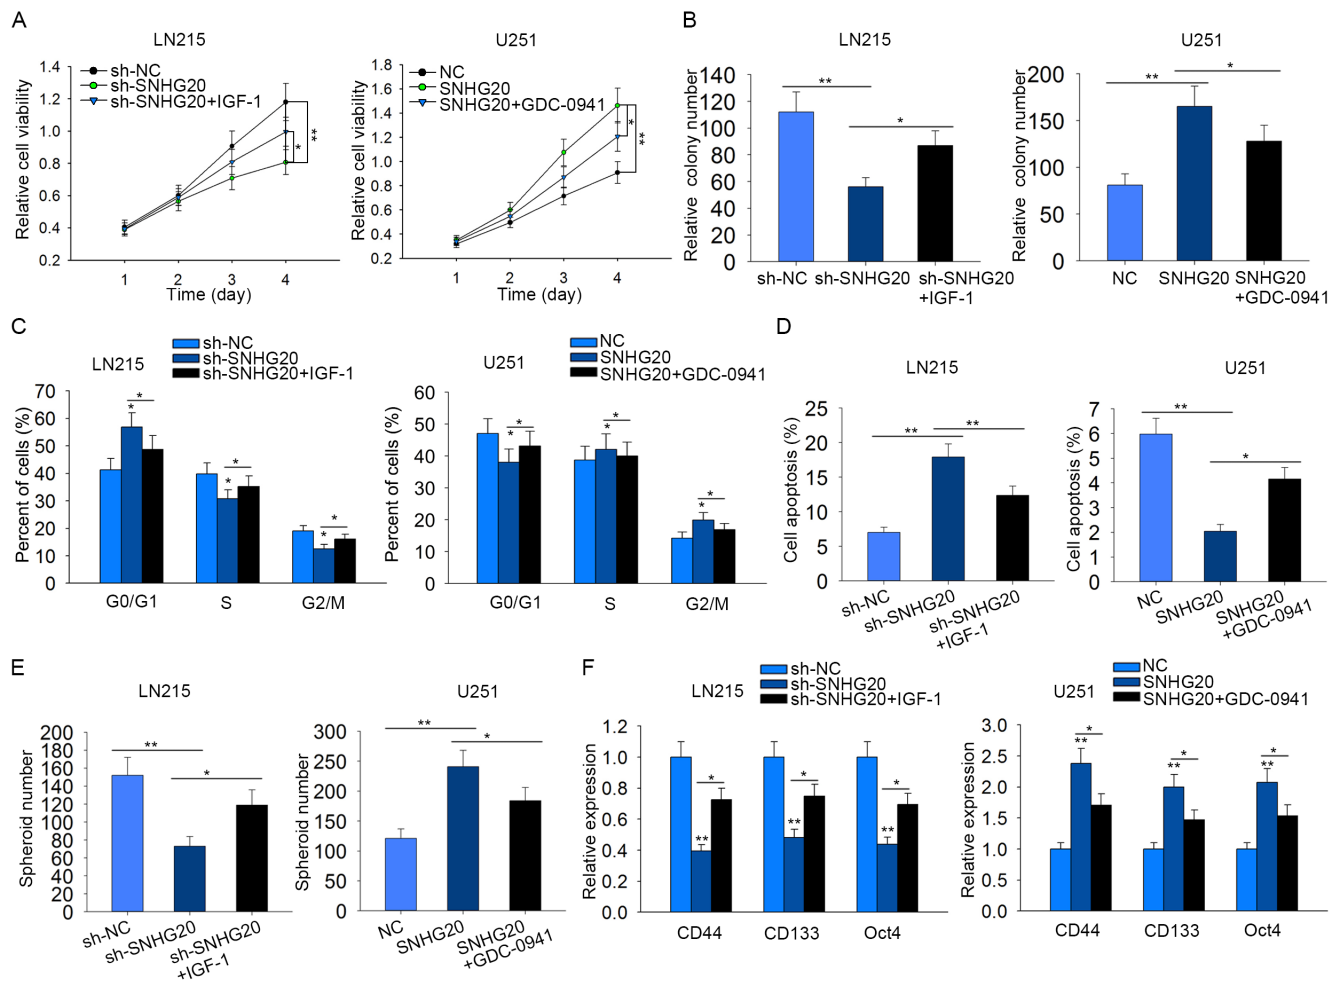 A
LN215
Relative cell viability
1.4
1.2
1.0
0.8
0.6
0.4
0.2
sh-NC
sh-SNHG20
sh-SNHG20+IGF-1
*
**
1 2 3 4
Time (day)
U251
Relative cell viability
1.8
1.6
1.4
1.2
1.0
0.8
0.6
0.4
0.2
NC
SNHG20
SNHG20+GDC-0941
*
**
1 2 3 4
Time (day)
B
LN215
Relative colony number
140
120
100
80
60
40
20
0
**
*
sh-NC sh-SNHG20 sh-SNHG20
+IGF-1
U251
Relative colony number
200
150
100
50
0
**
*
NC SNHG20 SNHG20
+GDC-0941
C
LN215
sh-NC
sh-SNHG20
sh-SNHG20+IGF-1
Percent of cells (%)
70
60
50
40
30
20
10
0
* *
* *
* *
G0/G1 S G2/M
U251
NC
SNHG20
SNHG20+GDC-0941
Percent of cells (%)
60
50
40
30
20
10
0
* *
* *
* *
G0/G1 S G2/M
D
LN215
Cell apoptosis (%)
25
20
15
10
5
0
** **
sh-NC sh-SNHG20 sh-SNHG20
+IGF-1
U251
Cell apoptosis (%)
7
6
5
4
3
2
1
0
**
*
NC SNHG20 SNHG20
+GDC-0941
E
LN215
Spheroid number
200
180
160
140
120
100
80
60
40
20
0
**
*
sh-NC sh-SNHG20 sh-SNHG20
+IGF-1
U251
Spheroid number
300
250
200
150
100
50
0
**
*
NC SNHG20 SNHG20
+GDC-0941
F
LN215
sh-NC
sh-SNHG20
sh-SNHG20+IGF-1
Relative expression
1.2
1.0
0.8
0.6
0.4
0.2
0.0
** *
** *
** *
CD44 CD133 Oct4
U251
NC
SNHG20
SNHG20+GDC-0941
Relative expression
3.0
2.5
2.0
1.5
1.0
0.5
0.0
** *
** *
** *
CD44 CD133 Oct4